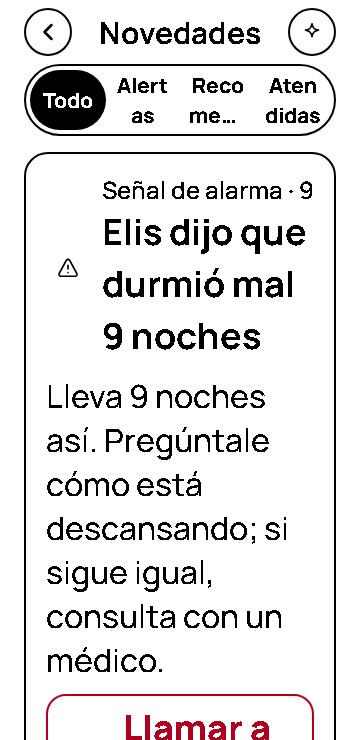 Novedades
Todo
Alert
as
Reco
me…
Aten
didas
Señal de alarma · 9
Elis dijo que
durmió mal
9 noches
Lleva 9 noches
así. Pregúntale
cómo está
descansando; si
sigue igual,
consulta con un
médico.
Llamar a